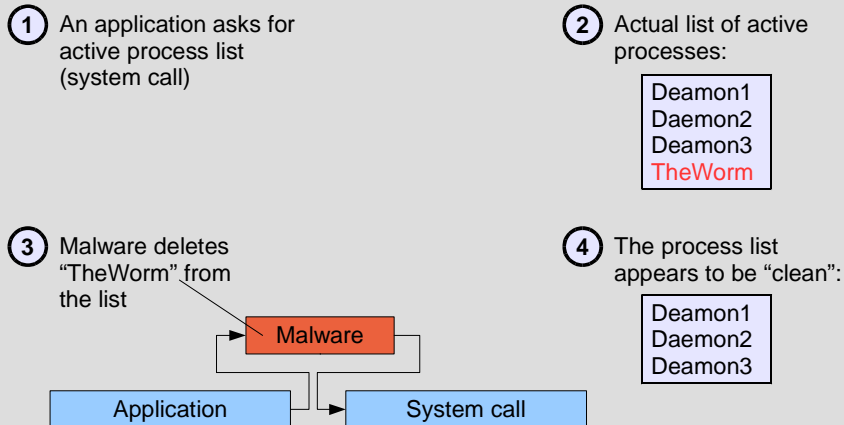 1 An application asks for
active process list
(system call)
2 Actual list of active
processes:
Deamon1
Daemon2
Deamon3
TheWorm
3 Malware deletes
“TheWorm” from
the list
4 The process list
appears to be “clean”:
Deamon1
Daemon2
Deamon3
Malware
Application
System call